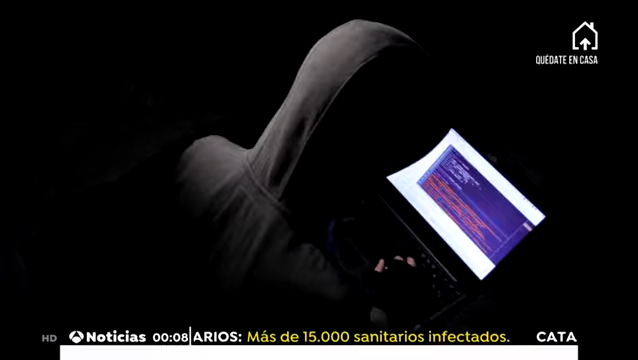 QUÉDATE EN CASA
HD Noticias 00:08 ARIOS: Más de 15.000 sanitarios infectados. CATA